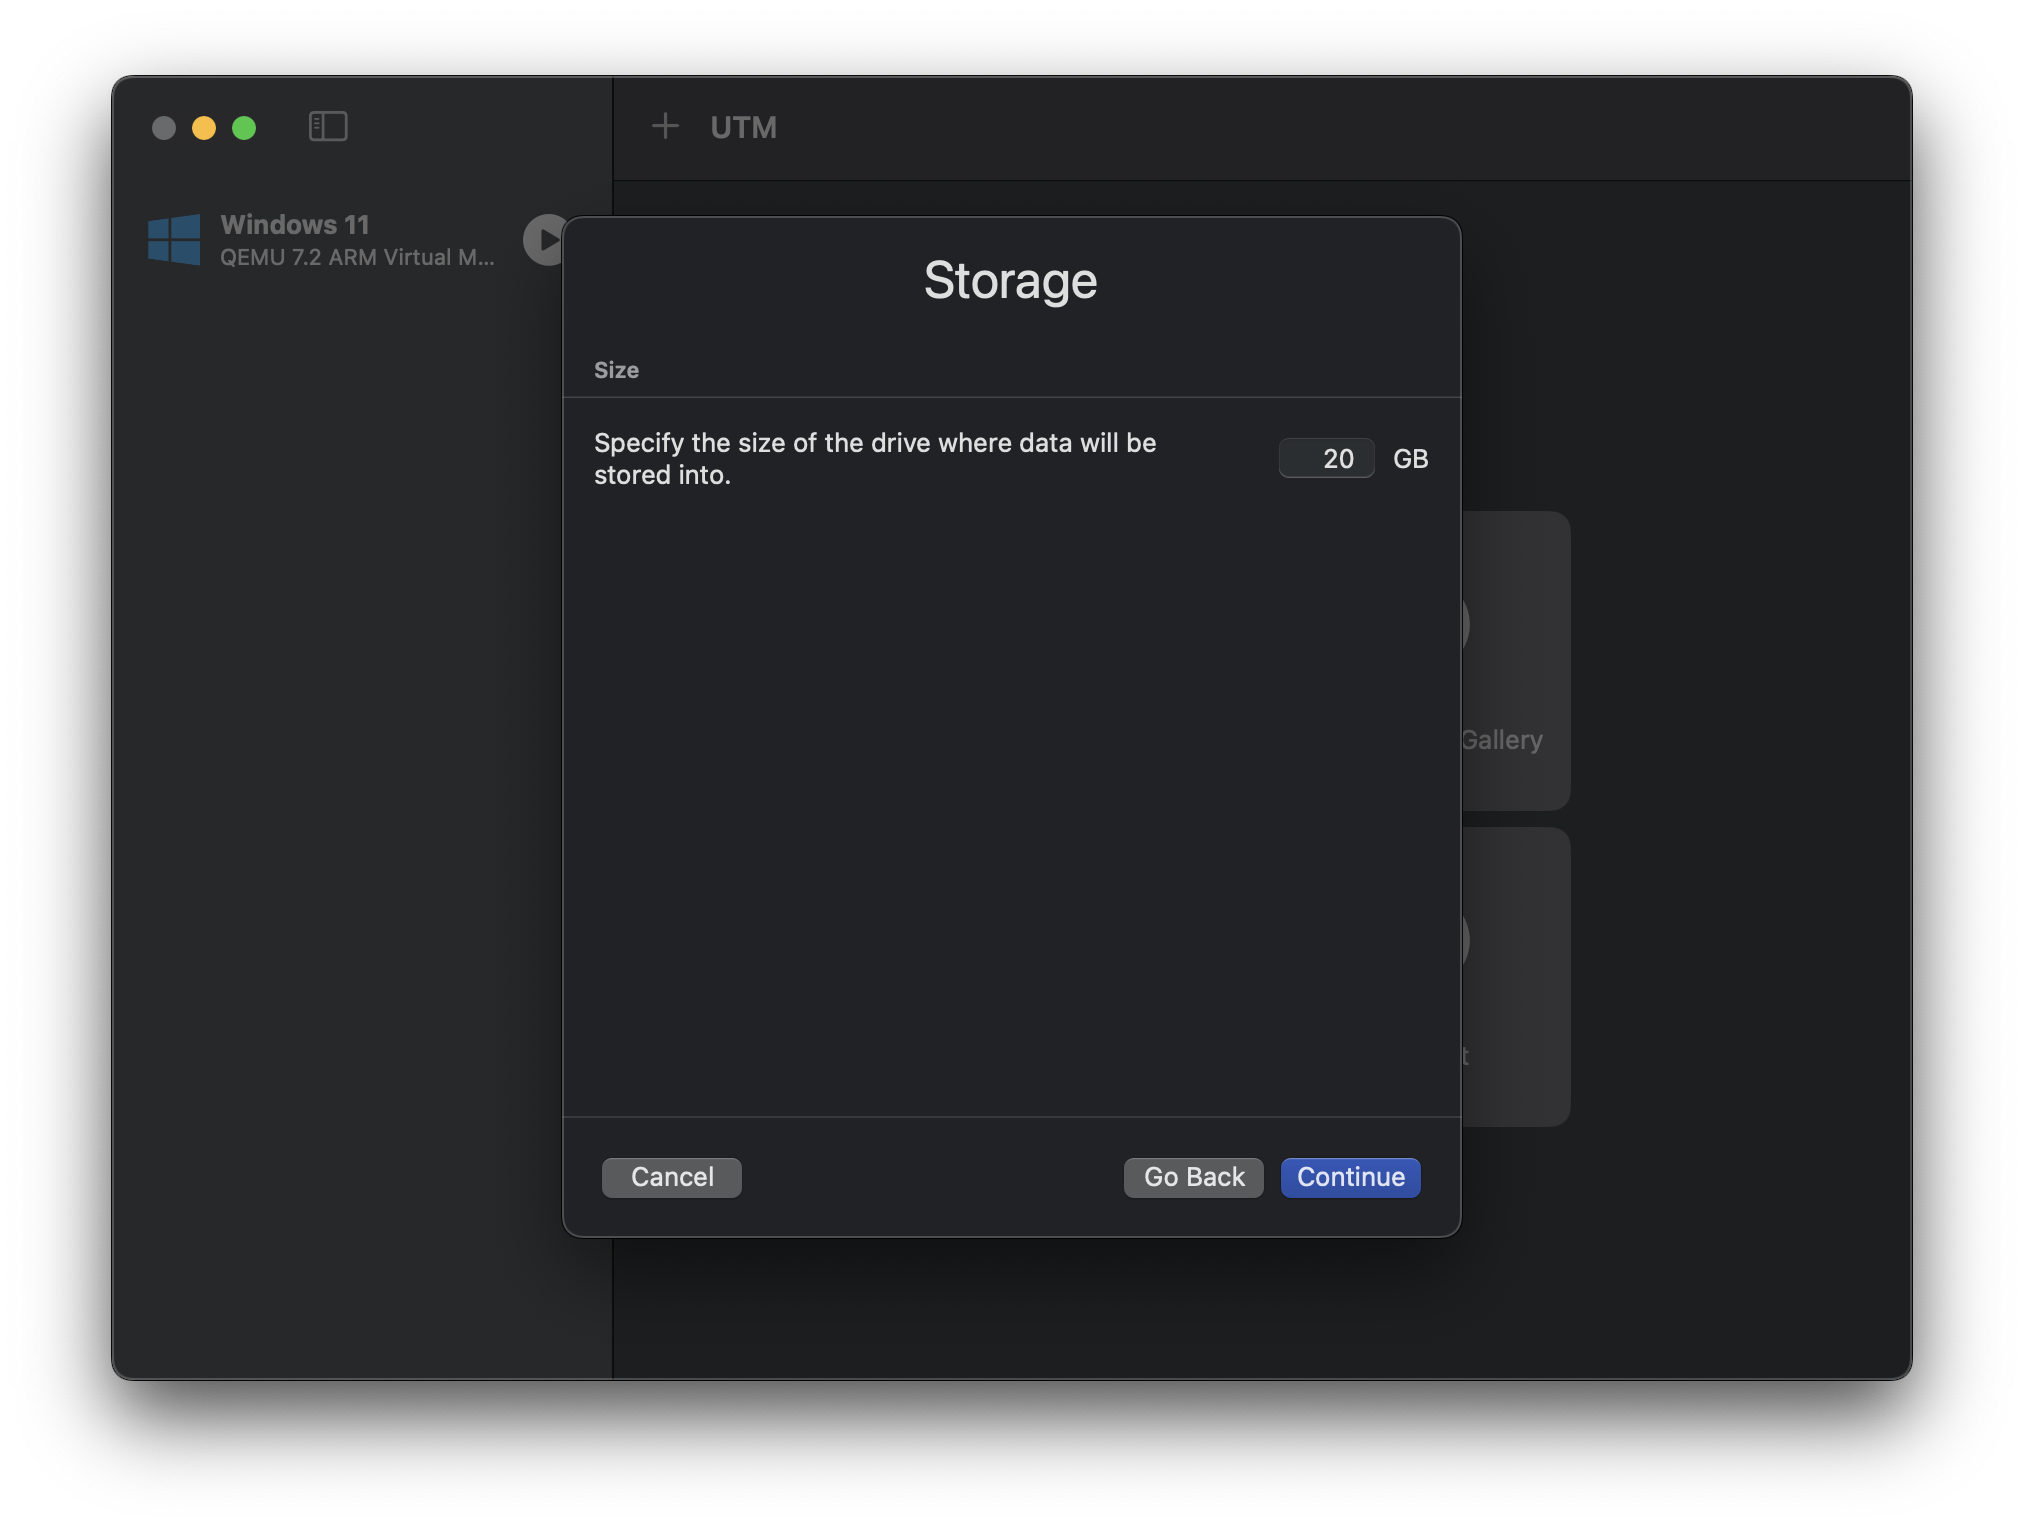 UTM
Windows 11
QEMU 7.2 ARM Virtual M...
Storage
Size
Specify the size of the drive where data will be
stored into.
20 GB
Gallery
t
Cancel
Go Back
Continue